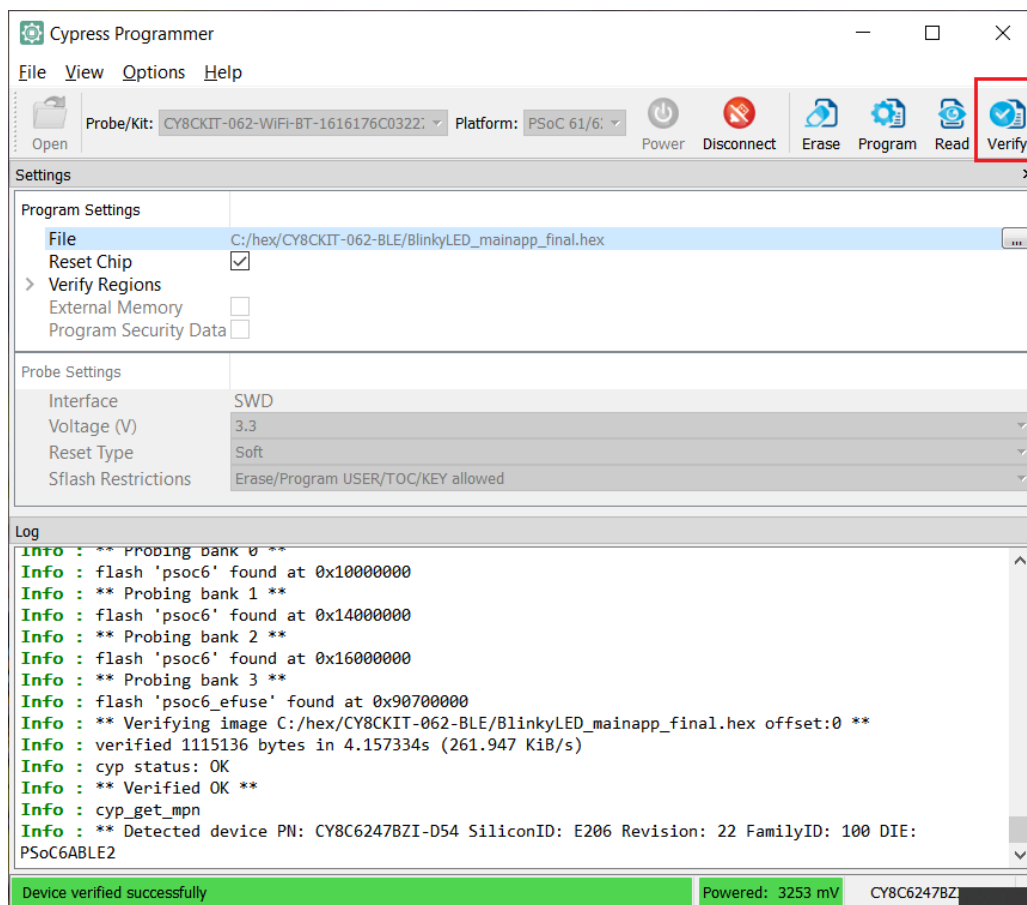 Cypress Programmer
File View Options Help
Open
Probe/Kit: CY8CKIT-062-WiFi-BT-1616176C0322
Platform: PSoC 61/6
Power Disconnect Erase Program Read Verify
Settings
Program Settings
File C:/hex/CY8CKIT-062-BLE/BlinkyLED_mainapp_final.hex ...
Reset Chip
Verify Regions
External Memory
Program Security Data
Probe Settings
Interface SWD
Voltage (V) 3.3
Reset Type Soft
Sflash Restrictions Erase/Program USER/TOC/KEY allowed
Log
Info : ** Probing bank 0 **
Info : flash 'psoc6' found at 0x10000000
Info : ** Probing bank 1 **
Info : flash 'psoc6' found at 0x14000000
Info : ** Probing bank 2 **
Info : flash 'psoc6' found at 0x16000000
Info : ** Probing bank 3 **
Info : flash 'psoc6_efuse' found at 0x90700000
Info : ** Verifying image C:/hex/CY8CKIT-062-BLE/BlinkyLED_mainapp_final.hex offset:0 **
Info : verified 1115136 bytes in 4.157334s (261.947 KiB/s)
Info : cyp status: OK
Info : ** Verified OK **
Info : cyp_get_mpn
Info : ** Detected device PN: CY8C6247BZI-D54 SiliconID: E206 Revision: 22 FamilyID: 100 DIE:
PSoC6ABLE2
Device verified successfully Powered: 3253 mV CY8C6247BZ